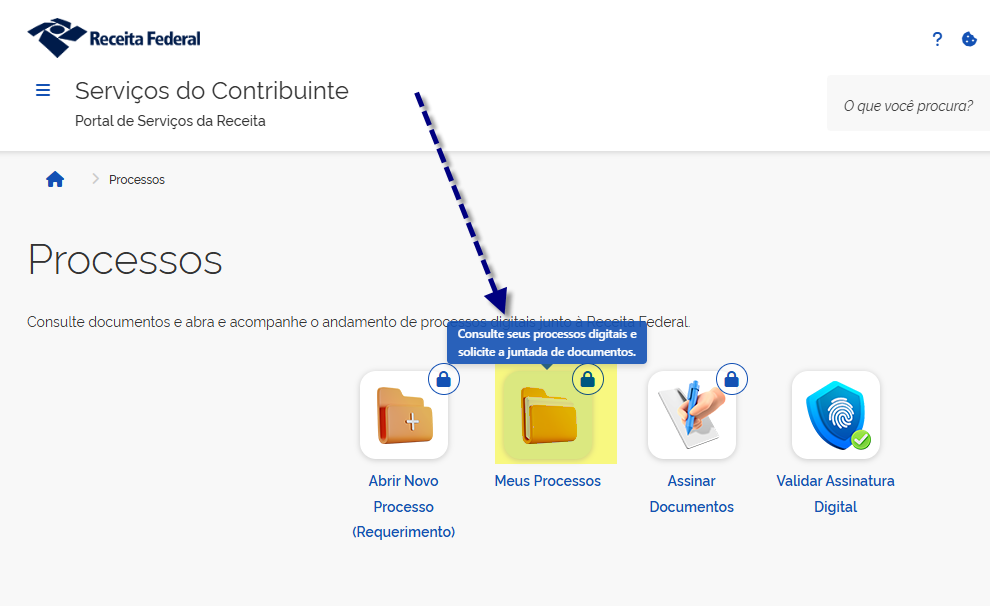 Receita Federal
?
Serviços do Contribuinte
Portal de Serviços da Receita
O que você procura?
Processos
Processos
Consulte documentos e abra e acompanhe o andamento de processos digitais junto à Receita Federal.
Consulte seus processos digitais e
solicite a juntada de documentos.
Abrir Novo
Processo
(Requerimento)
Meus Processos
Assinar
Documentos
Validar Assinatura
Digital